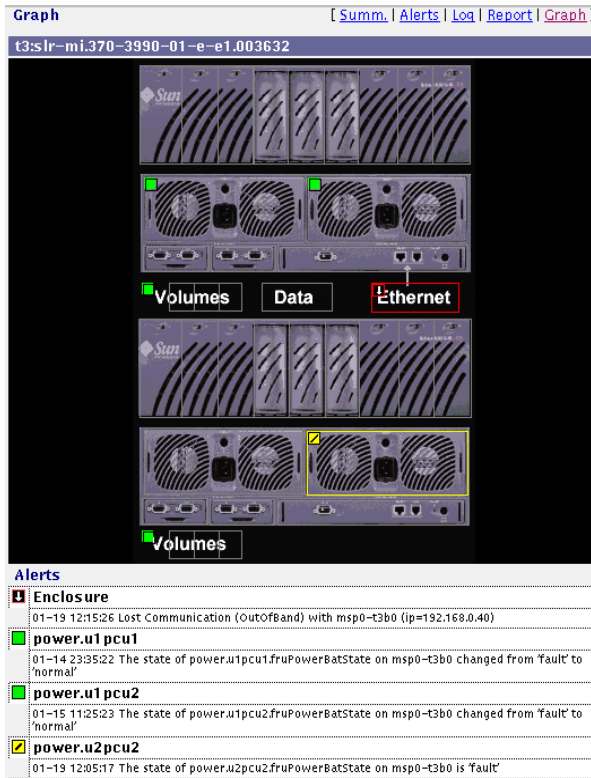 Graph [ Summ. | Alerts | Log | Report | Graph ]
t3:slr-mi.370-3990-01-e-e1.003632
Sun
Volumes Data Ethernet
Sun
Volumes
Alerts
Enclosure
01-19 12:15:26 Lost Communication (OutOfBand) with msp0-t3b0 (ip=192.168.0.40)
power.u1pcu1
01-14 23:35:22 The state of power.u1pcu1.fruPowerBatState on msp0-t3b0 changed from 'fault' to
'normal'
power.u1pcu2
01-15 11:25:23 The state of power.u1pcu2.fruPowerBatState on msp0-t3b0 changed from 'fault' to
'normal'
power.u2pcu2
01-19 12:05:17 The state of power.u2pcu2.fruPowerBatState on msp0-t3b0 is 'fault'